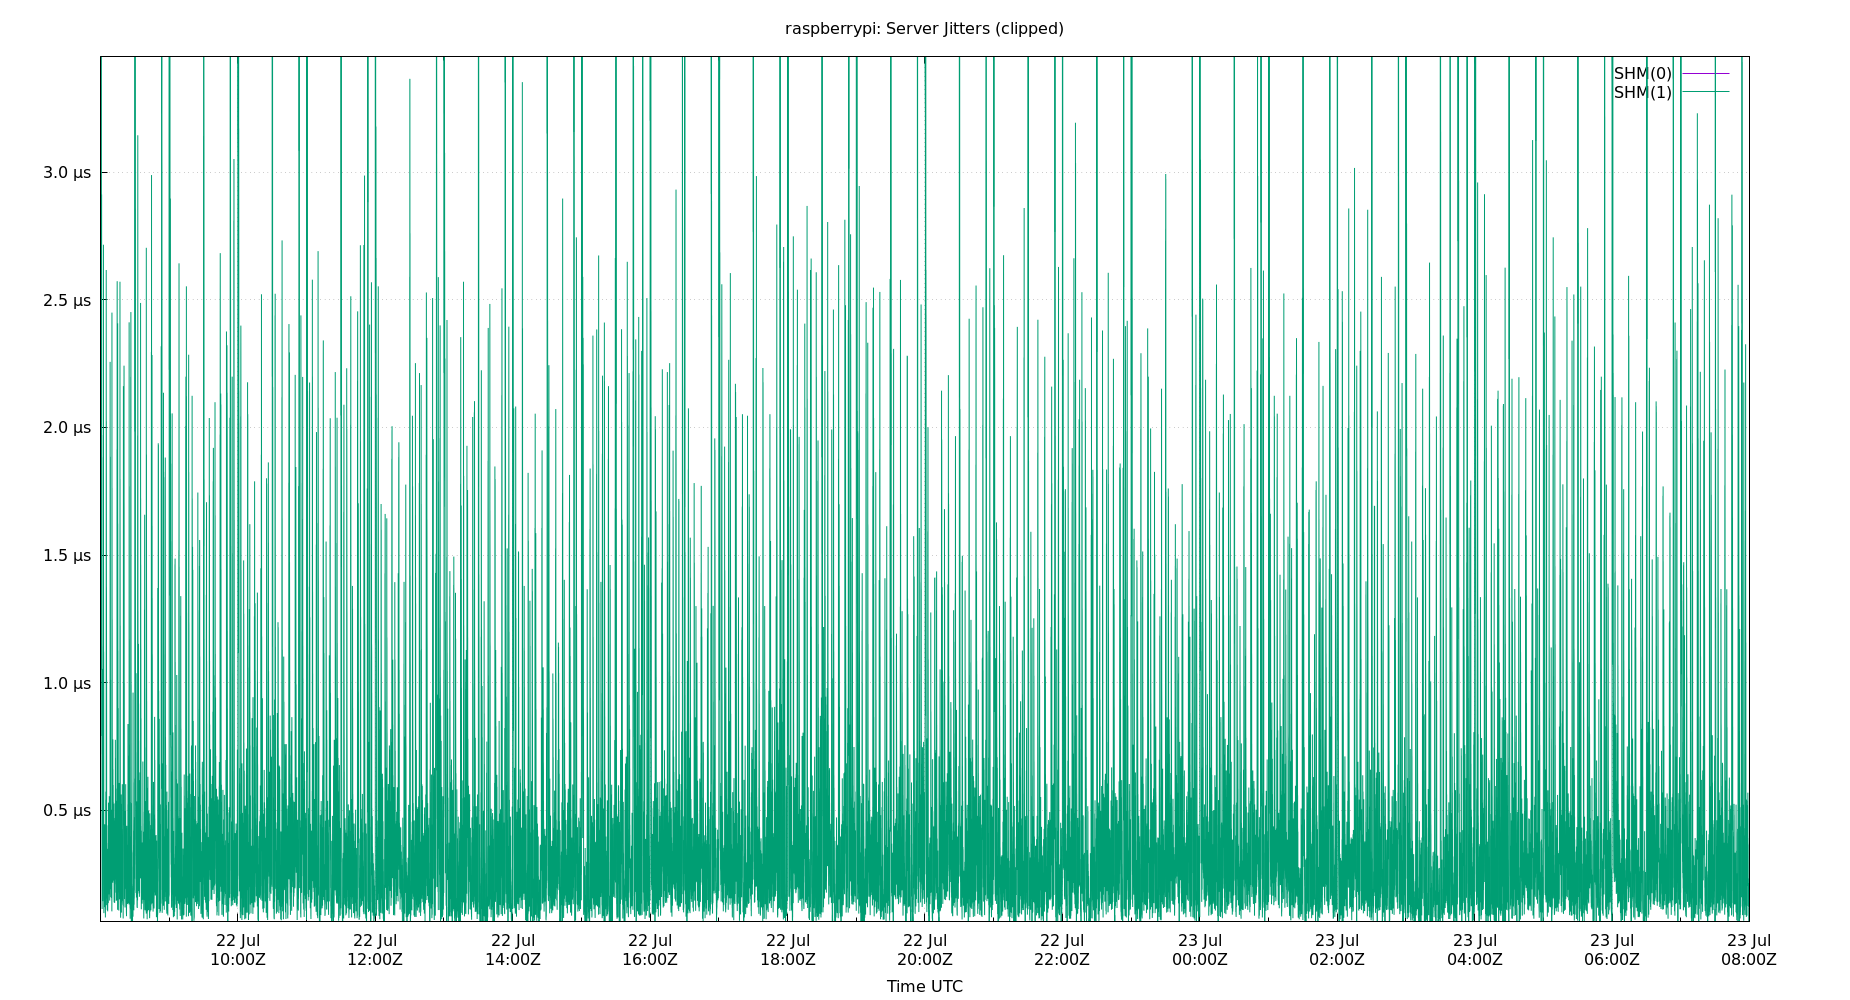 raspberrypi: Server Jitters (clipped)
SHM(0)
SHM(1)
3.0 µs
2.5 µs
2.0 µs
1.5 µs
1.0 µs
0.5 µs
22 Jul 22 Jul 22 Jul 22 Jul 22 Jul 22 Jul 22 Jul 23 Jul 23 Jul 23 Jul 23 Jul 23 Jul
10:00Z 12:00Z 14:00Z 16:00Z 18:00Z 20:00Z 22:00Z 00:00Z 02:00Z 04:00Z 06:00Z 08:00Z
Time UTC